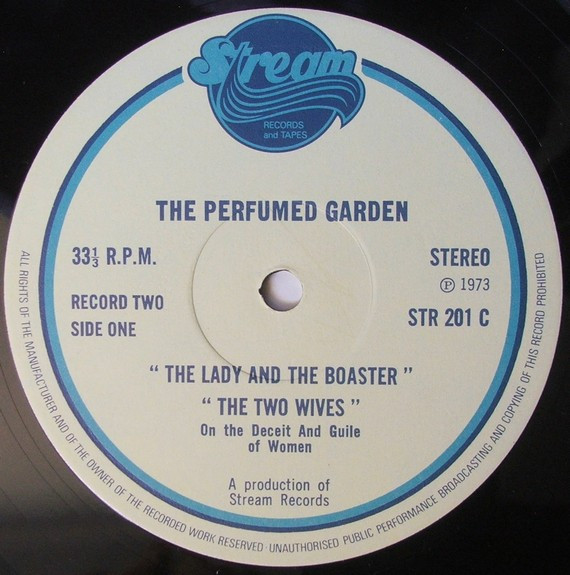 Stream
RECORDS
and TAPES
THE PERFUMED GARDEN
33⅓ R.P.M.
STEREO
Ⓟ 1973
RECORD TWO
SIDE ONE
STR 201 C
“ THE LADY AND THE BOASTER ”
“ THE TWO WIVES ”
On the Deceit And Guile
of Women
A production of
Stream Records
ALL RIGHTS OF THE MANUFACTURER AND OF THE OWNER OF THE RECORDED WORK RESERVED · UNAUTHORISED PUBLIC PERFORMANCE BROADCASTING AND COPYING OF THIS RECORD PROHIBITED